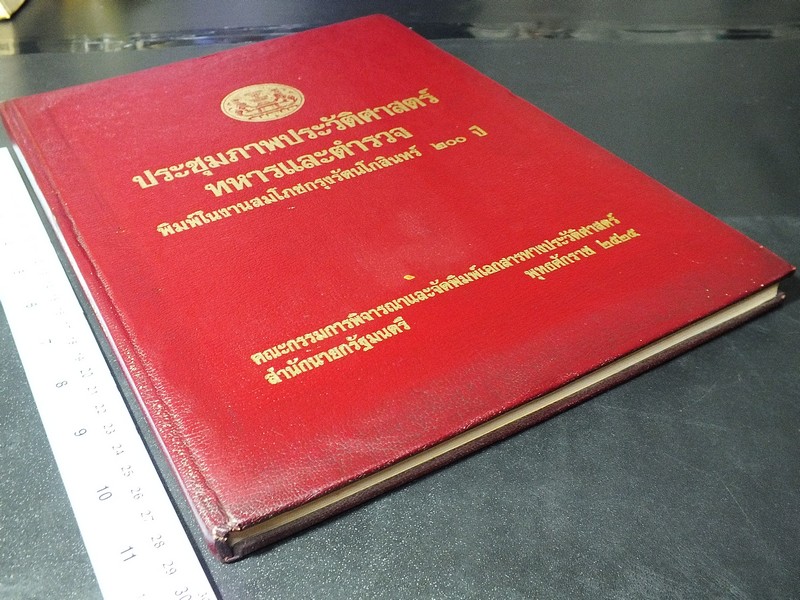 ประชุมภาพประวัติศาสตร์
ทหารและตำรวจ
พิมพ์ในงานสมโภชกรุงรัตนโกสินทร์ ๒๐๐ ปี
คณะกรรมการพิจารณาและจัดพิมพ์เอกสารทางประวัติศาสตร์
สำนักนายกรัฐมนตรี
พุทธศักราช ๒๕๒๕
8
9
10
11